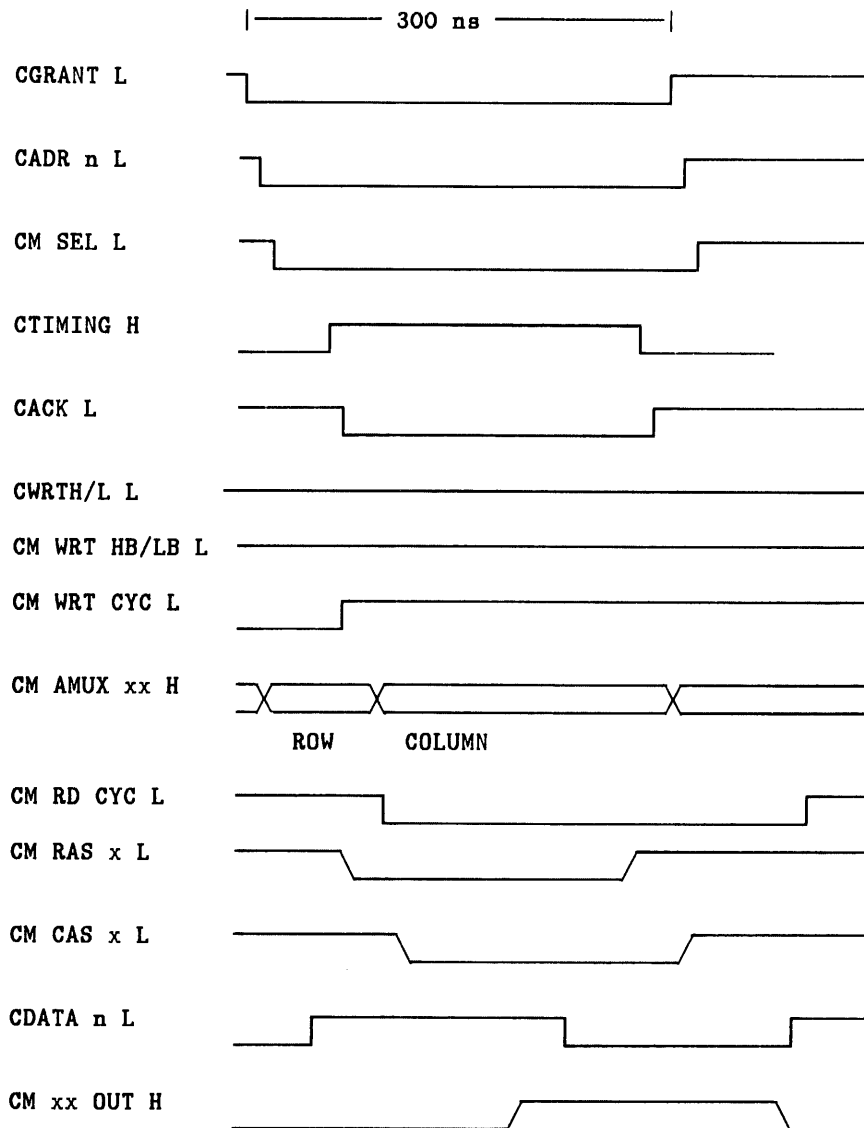 300 ns
CGRANT L
CADR n L
CM SEL L
CTIMING H
CACK L
CWRTH/L L
CM WRT HB/LB L
CM WRT CYC L
CM AMUX xx H
ROW COLUMN
CM RD CYC L
CM RAS x L
CM CAS x L
CDATA n L
CM xx OUT H